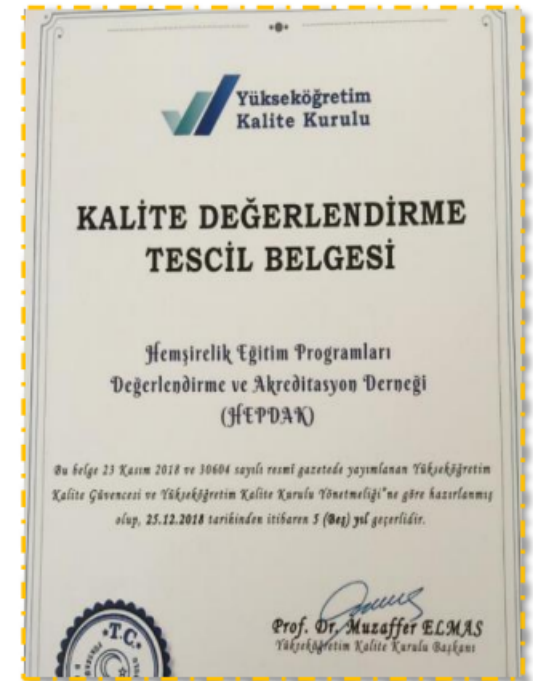 Yükseköğretim
Kalite Kurulu
KALİTE DEĞERLENDİRME
TESCİL BELGESİ
Hemşirelik Eğitim Programları
Değerlendirme ve Akreditasyon Derneği
(HEPDAK)
Bu belge 23 Kasım 2018 ve 30604 sayılı resmî gazetede yayımlanan Yükseköğretim
Kalite Güvencesi ve Yükseköğretim Kalite Kurulu Yönetmeliği"ne göre hazırlanmış
olup, 25.12.2018 tarihinden itibaren 5 (Beş) yıl geçerlidir.
Prof. Dr. Muzaffer ELMAS
Yükseköğretim Kalite Kurulu Başkanı
T.C.